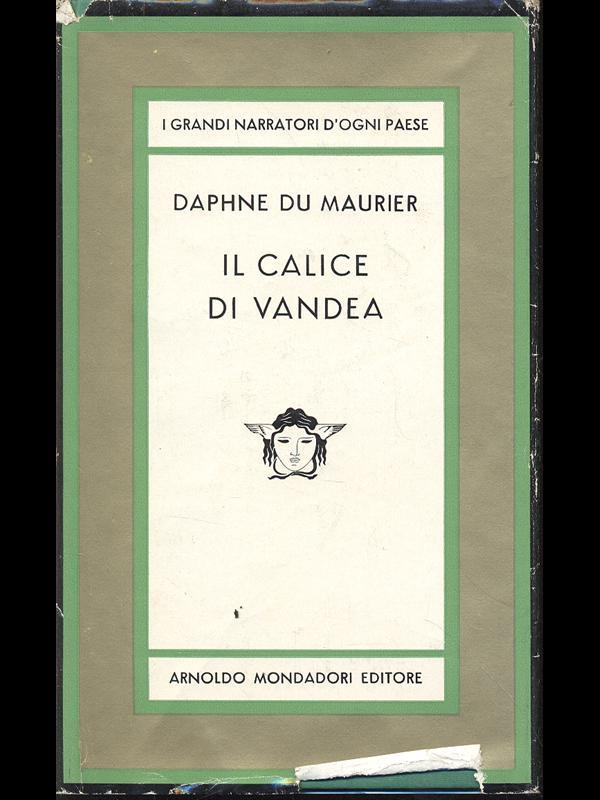 I GRANDI NARRATORI D'OGNI PAESE
DAPHNE DU MAURIER
IL CALICE
DI VANDEA
ARNOLDO MONDADORI EDITORE